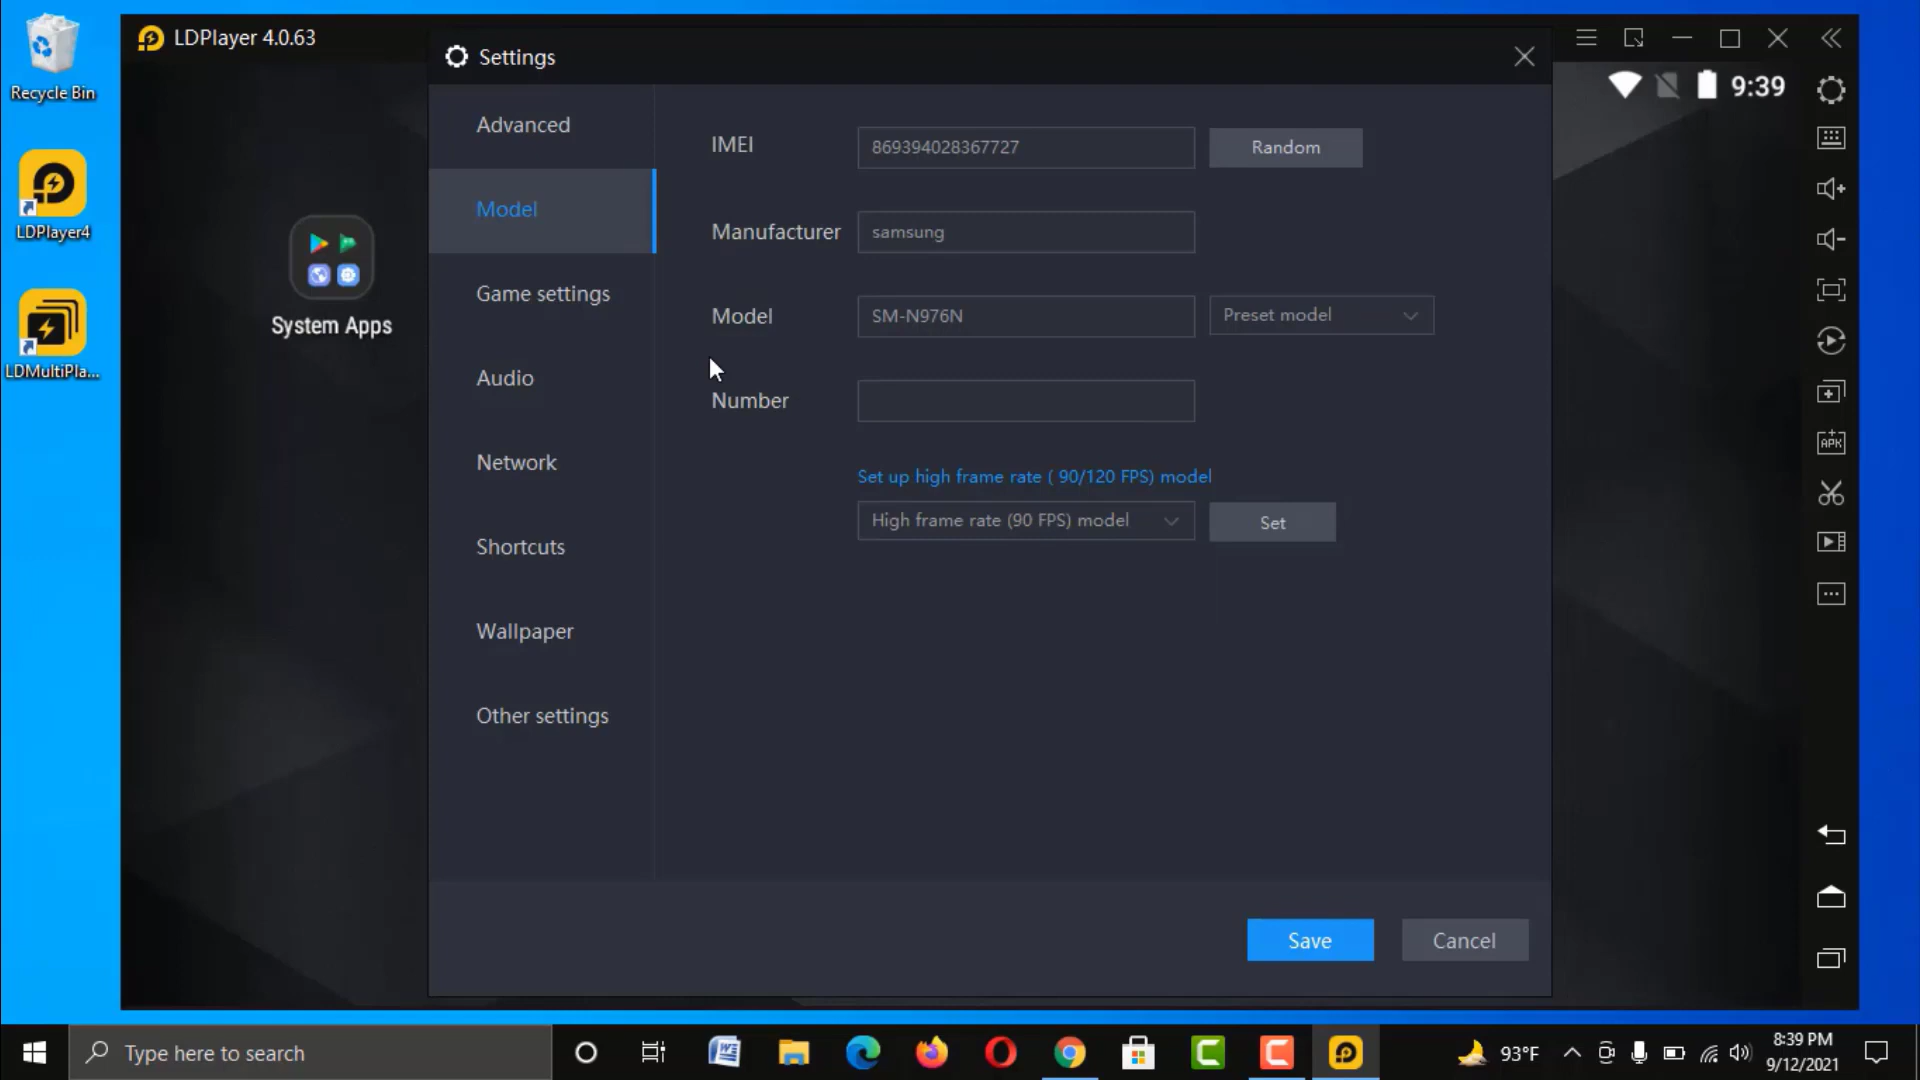 LDPlayer 4.0.63
Settings
9:39
Recycle Bin
LDPlayer4
LDMultiPla...
System Apps
Advanced
Model
Game settings
Audio
Network
Shortcuts
Wallpaper
Other settings
IMEI
869394028367727
Random
Manufacturer
samsung
Model
SM-N976N
Preset model
Number
Set up high frame rate ( 90/120 FPS) model
High frame rate (90 FPS) model
Set
Save
Cancel
APK
Type here to search
93°F
8:39 PM
9/12/2021